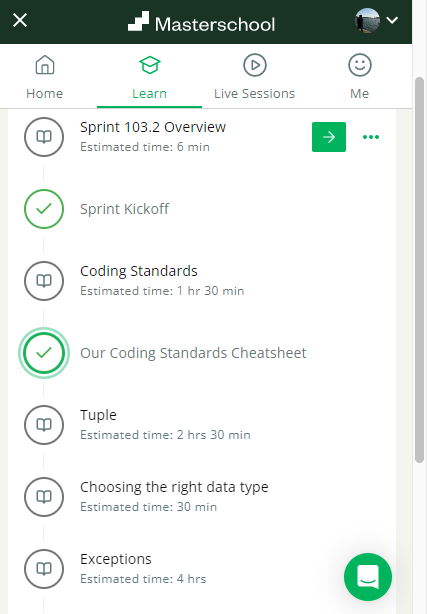 Masterschool
Home
Learn
Live Sessions
Me
Sprint 103.2 Overview
Estimated time: 6 min
Sprint Kickoff
Coding Standards
Estimated time: 1 hr 30 min
Our Coding Standards Cheatsheet
Tuple
Estimated time: 2 hrs 30 min
Choosing the right data type
Estimated time: 30 min
Exceptions
Estimated time: 4 hrs